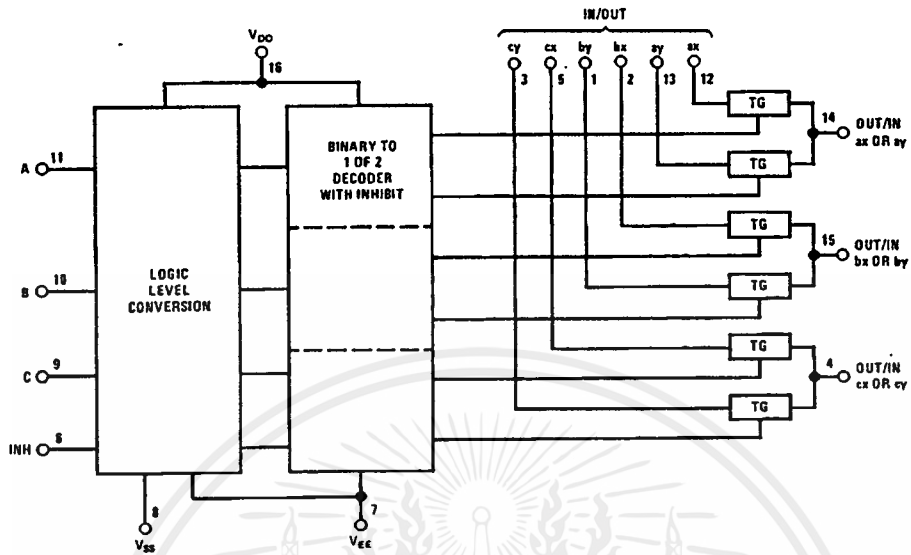 IN/OUT
cy cx by bx ay ax
3 5 1 2 13 12
VDD
16
A 11
B 10
C 9
INH 6
LOGIC
LEVEL
CONVERSION
BINARY TO
1 OF 2
DECODER
WITH INHIBIT
TG
TG
TG
TG
TG
TG
14 OUT/IN
ax OR ay
15 OUT/IN
bx OR by
4 OUT/IN
cx OR cy
8
VSS
7
VEE